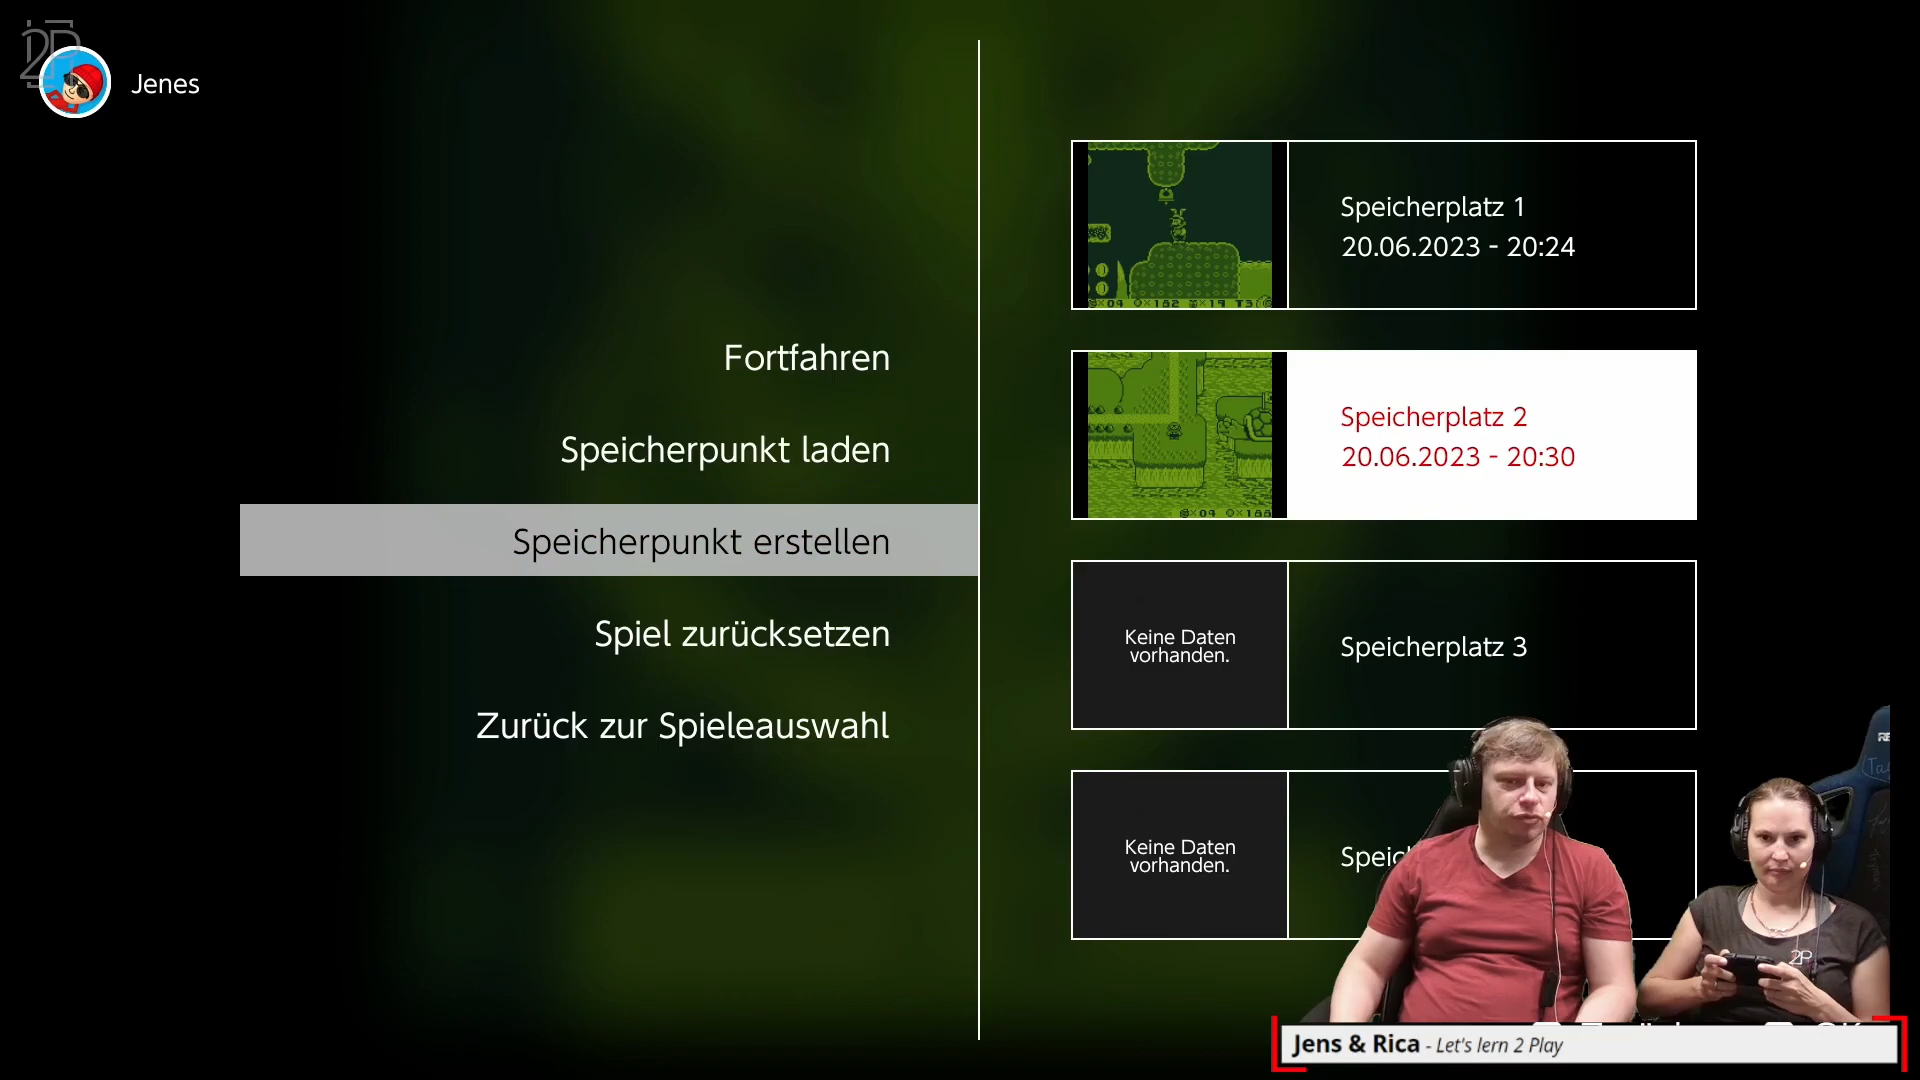 2P
Jenes
Fortfahren
Speicherpunkt laden
Speicherpunkt erstellen
Spiel zurücksetzen
Zurück zur Spieleauswahl
Speicherplatz 1
20.06.2023 - 20:24
Speicherplatz 2
20.06.2023 - 20:30
Keine Daten
vorhanden.
Speicherplatz 3
Keine Daten
vorhanden.
2P
Jens & Rica - Let's lern 2 Play